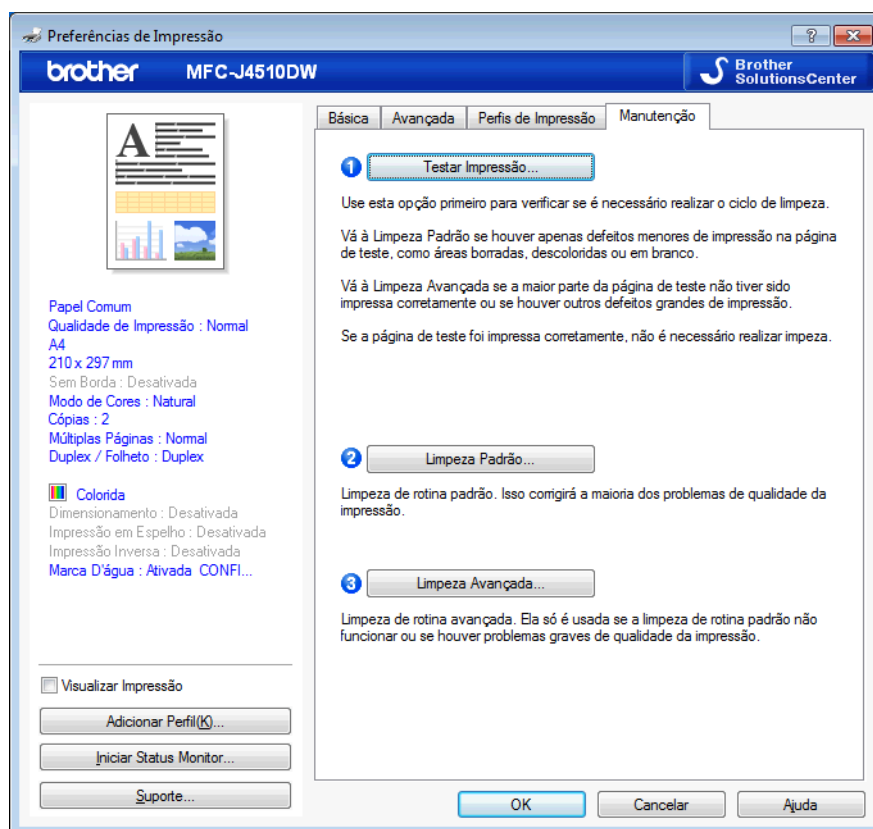 Preferências de Impressão
brother MFC-J4510DW
Brother
SolutionsCenter
Básica Avançada Perfis de Impressão Manutenção
A
1 Testar Impressão...
Use esta opção primeiro para verificar se é necessário realizar o ciclo de limpeza.
Vá à Limpeza Padrão se houver apenas defeitos menores de impressão na página
de teste, como áreas borradas, descoloridas ou em branco.
Vá à Limpeza Avançada se a maior parte da página de teste não tiver sido
impressa corretamente ou se houver outros defeitos grandes de impressão.
Se a página de teste foi impressa corretamente, não é necessário realizar impeza.
2 Limpeza Padrão...
Limpeza de rotina padrão. Isso corrigirá a maioria dos problemas de qualidade da
impressão.
3 Limpeza Avançada...
Limpeza de rotina avançada. Ela só é usada se a limpeza de rotina padrão não
funcionar ou se houver problemas graves de qualidade da impressão.
Papel Comum
Qualidade de Impressão : Normal
A4
210 x 297 mm
Sem Borda : Desativada
Modo de Cores : Natural
Cópias : 2
Múltiplas Páginas : Normal
Duplex / Folheto : Duplex
Colorida
Dimensionamento : Desativada
Impressão em Espelho : Desativada
Impressão Inversa : Desativada
Marca D'água : Ativada CONFI...
Visualizar Impressão
Adicionar Perfil(K)...
Iniciar Status Monitor...
Suporte...
OK Cancelar Ajuda